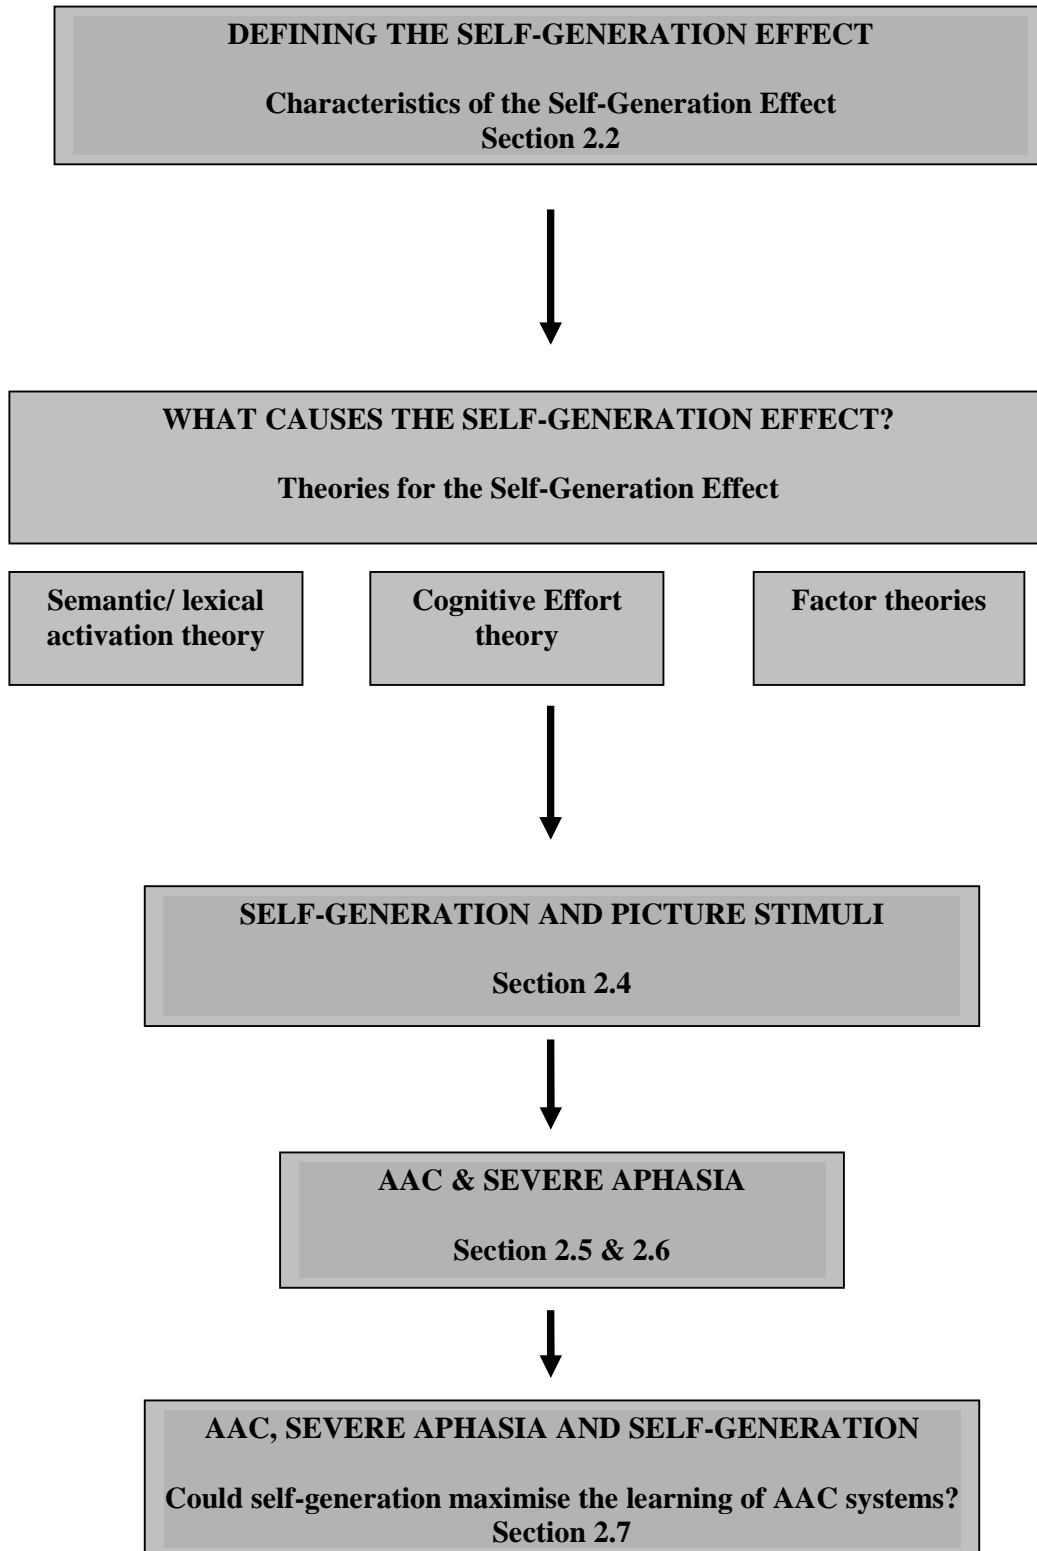 DEFINING THE SELF-GENERATION EFFECT
Characteristics of the Self-Generation Effect
Section 2.2
WHAT CAUSES THE SELF-GENERATION EFFECT?
Theories for the Self-Generation Effect
Semantic/ lexical
activation theory
Cognitive Effort
theory
Factor theories
SELF-GENERATION AND PICTURE STIMULI
Section 2.4
AAC & SEVERE APHASIA
Section 2.5 & 2.6
AAC, SEVERE APHASIA AND SELF-GENERATION
Could self-generation maximise the learning of AAC systems?
Section 2.7